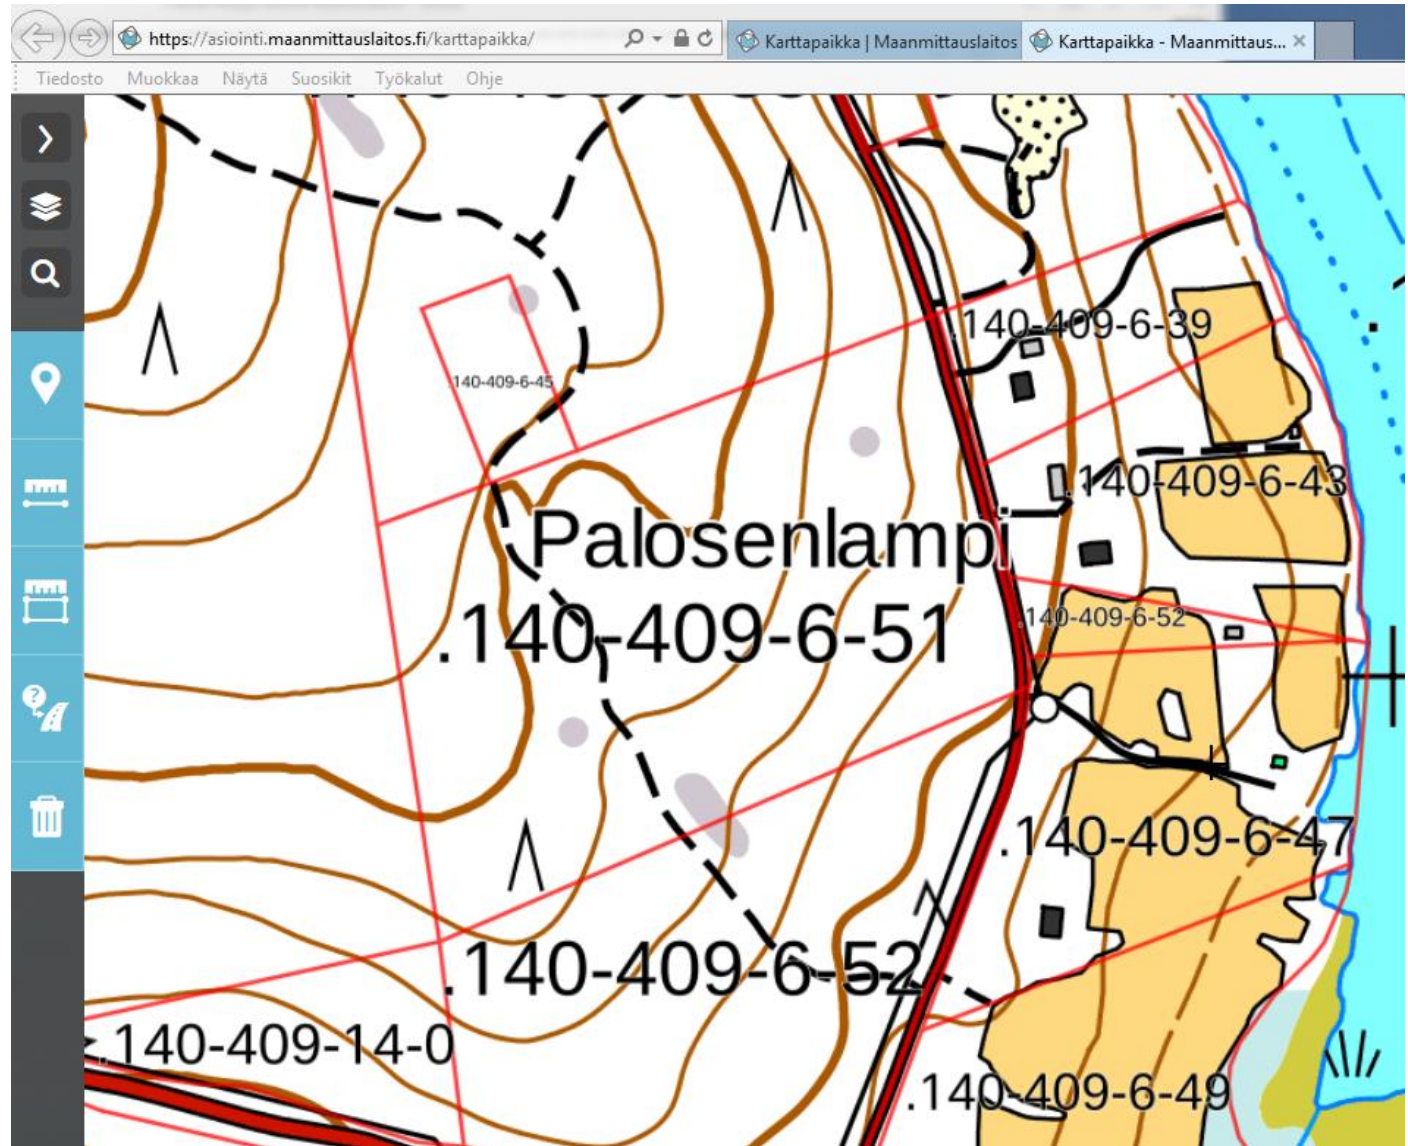 https://asiointi.maanmittauslaitos.fi/karttapaikka/
Karttapaikka | Maanmittauslaitos
Karttapaikka - Maanmittaus...
Tiedosto Muokkaa Näytä Suosikit Työkalut Ohje
.140-409-6-39
140-409-6-45
.140-409-6-43
Palosenlampi
.140-409-6-51
.140-409-6-52
.140-409-6-47
.140-409-6-52
.140-409-14-0
.140-409-6-49